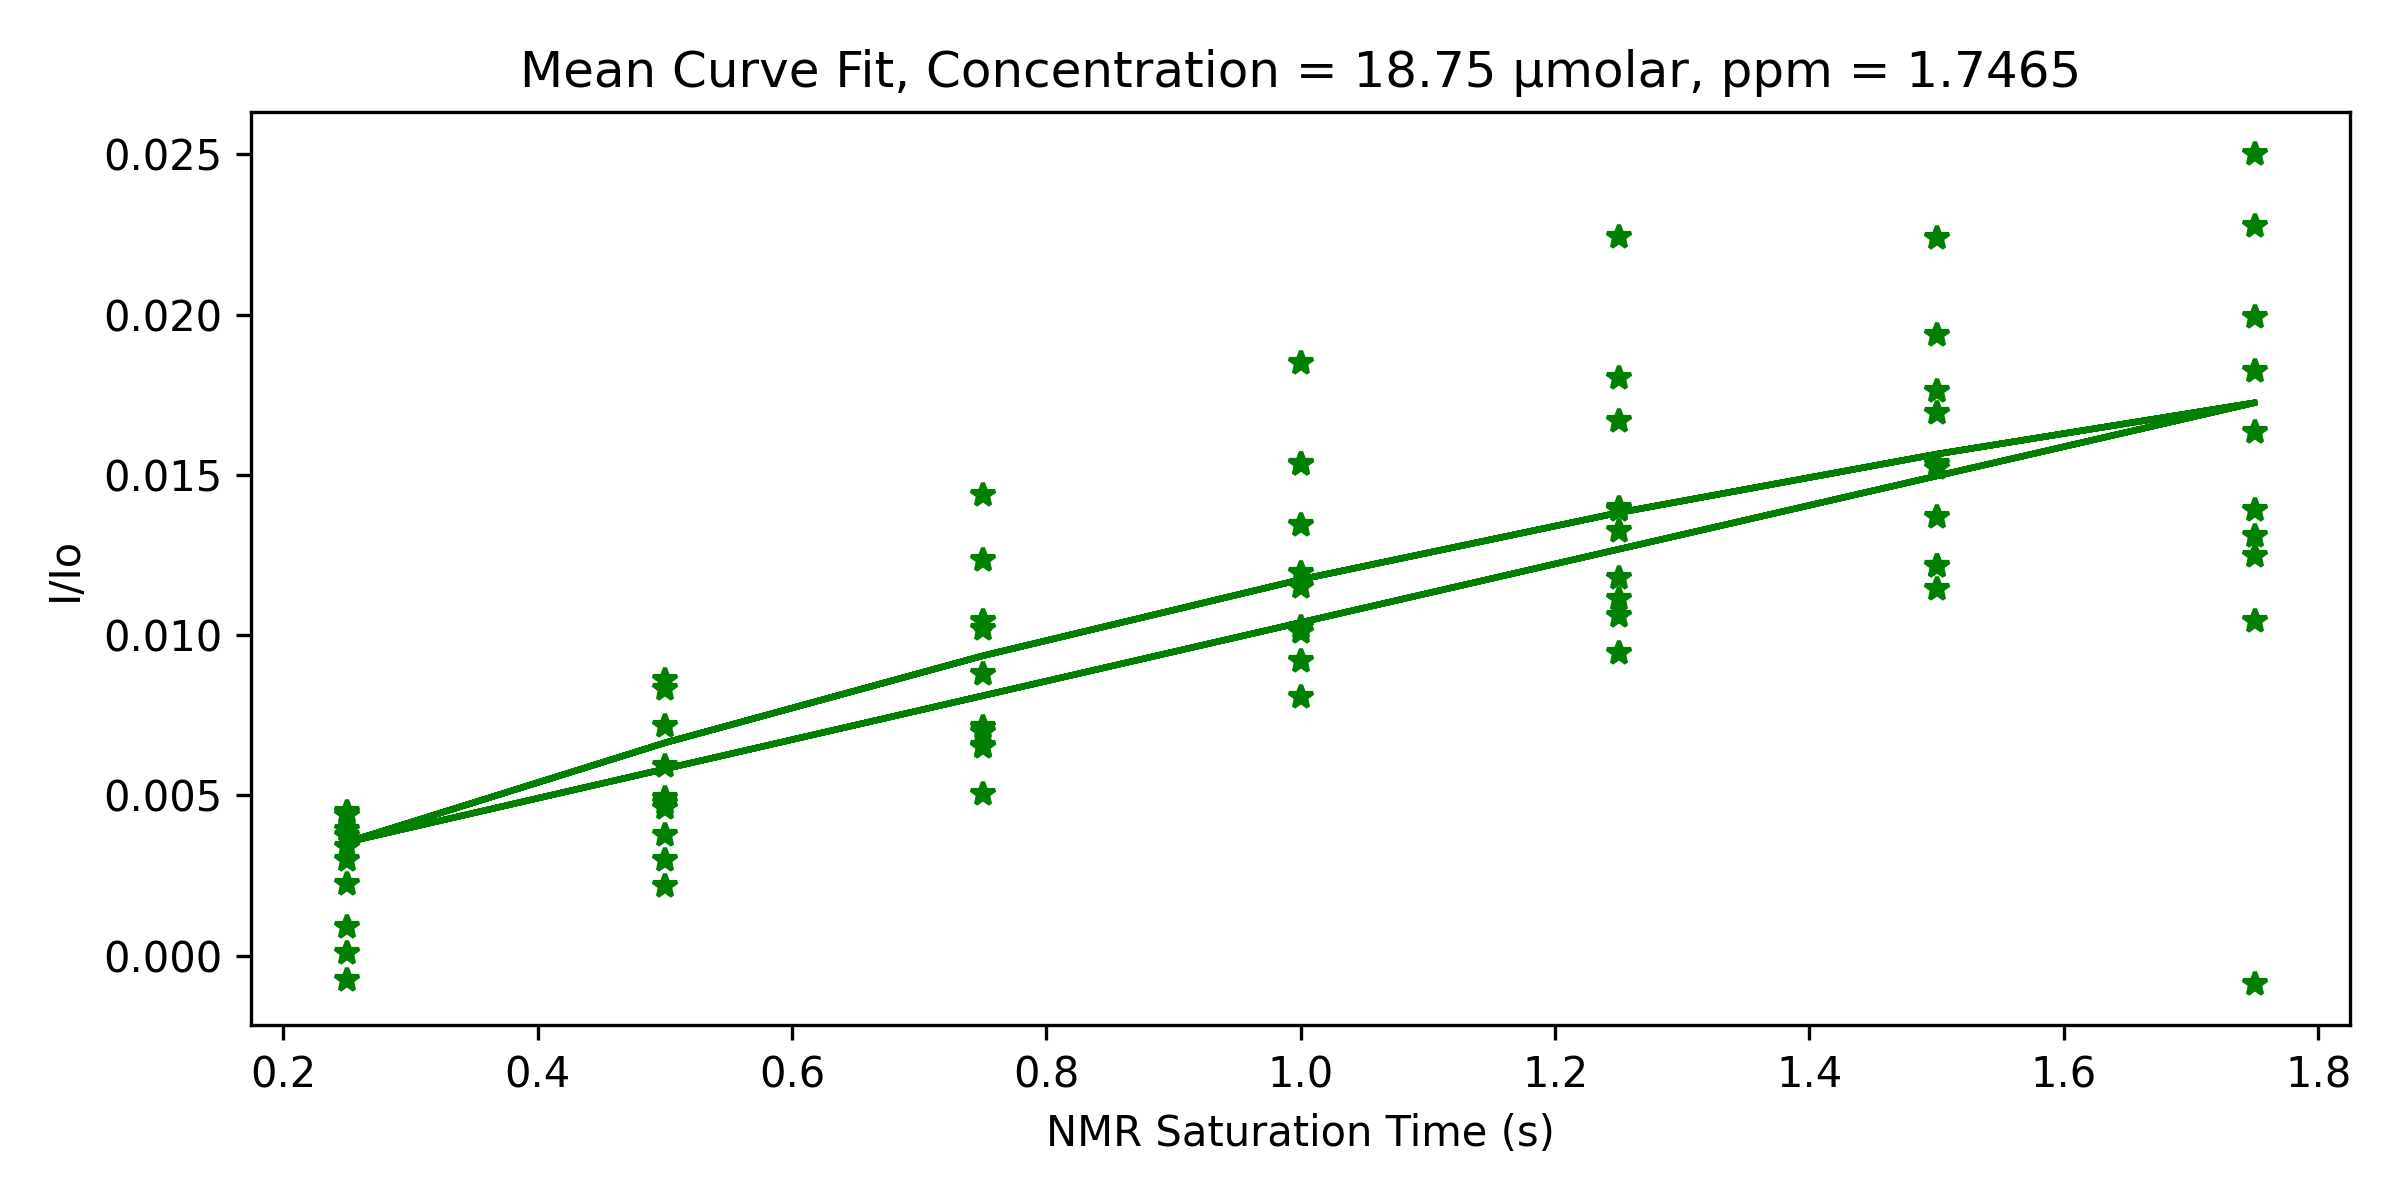 Mean Curve Fit, Concentration = 18.75 µmolar, ppm = 1.7465
0.025
0.020
0.015
0.010
0.005
0.000
I/Io
0.2 0.4 0.6 0.8 1.0 1.2 1.4 1.6 1.8
NMR Saturation Time (s)